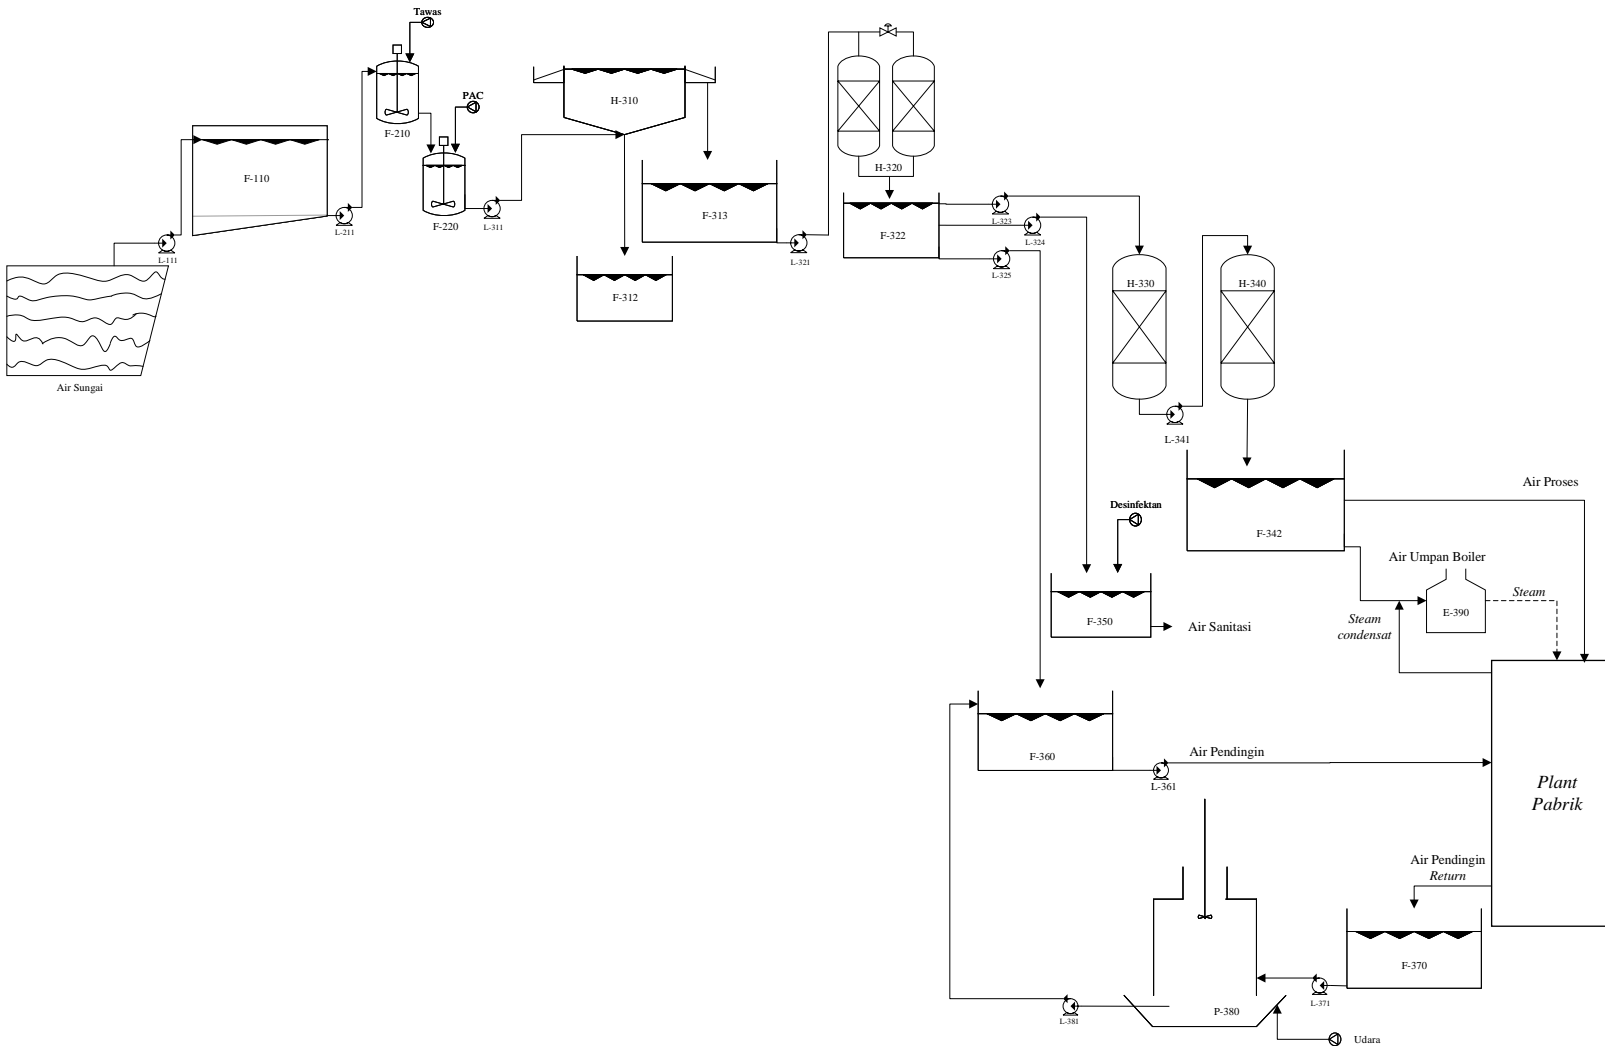 Tawas
F-210
PAC
F-220
F-110
L-211
L-111
L-311
Air Sungai
H-310
F-313
F-312
L-321
H-320
F-322
L-323
L-324
L-325
H-330
H-340
L-341
F-342
Air Proses
Air Umpan Boiler
E-390
Steam
Steam
condensat
Desinfektan
F-350
Air Sanitasi
F-360
L-361
Air Pendingin
Plant
Pabrik
Air Pendingin
Return
F-370
L-371
P-380
L-381
Udara